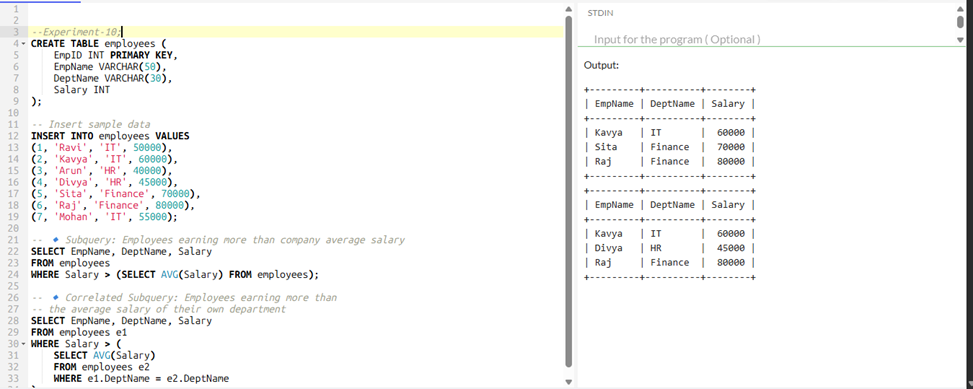 1
2
3 --Experiment-10;
4 CREATE TABLE employees (
5 EmpID INT PRIMARY KEY,
6 EmpName VARCHAR(50),
7 DeptName VARCHAR(30),
8 Salary INT
9 );
10
11 -- Insert sample data
12 INSERT INTO employees VALUES
13 (1, 'Ravi', 'IT', 50000),
14 (2, 'Kavya', 'IT', 60000),
15 (3, 'Arun', 'HR', 40000),
16 (4, 'Divya', 'HR', 45000),
17 (5, 'Sita', 'Finance', 70000),
18 (6, 'Raj', 'Finance', 80000),
19 (7, 'Mohan', 'IT', 55000);
20
21 -- 🔹 Subquery: Employees earning more than company average salary
22 SELECT EmpName, DeptName, Salary
23 FROM employees
24 WHERE Salary > (SELECT AVG(Salary) FROM employees);
25
26 -- 🔹 Correlated Subquery: Employees earning more than
27 -- the average salary of their own department
28 SELECT EmpName, DeptName, Salary
29 FROM employees e1
30 WHERE Salary > (
31 SELECT AVG(Salary)
32 FROM employees e2
33 WHERE e1.DeptName = e2.DeptName
STDIN
Input for the program ( Optional )
Output:
+---------+----------+--------+
| EmpName | DeptName | Salary |
+---------+----------+--------+
| Kavya | IT | 60000 |
| Sita | Finance | 70000 |
| Raj | Finance | 80000 |
+---------+----------+--------+
+---------+----------+--------+
| EmpName | DeptName | Salary |
+---------+----------+--------+
| Kavya | IT | 60000 |
| Divya | HR | 45000 |
| Raj | Finance | 80000 |
+---------+----------+--------+